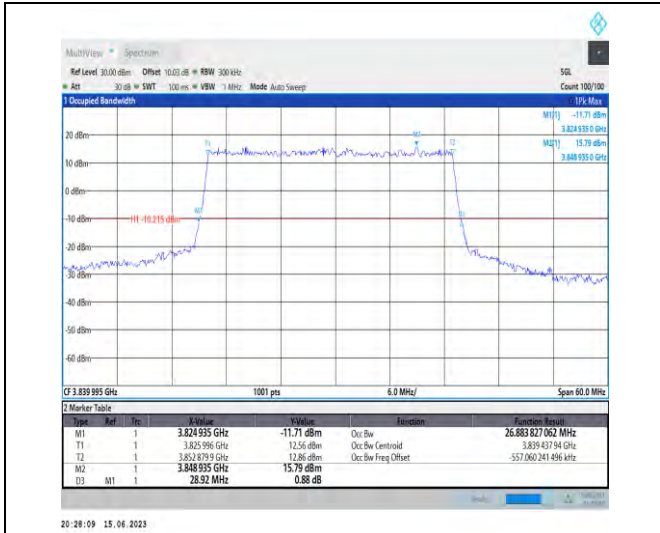 MultiView Spectrum
Ref Level 30.00 dBm Offset 10.03 dB RBW 300 kHz SGL
Att 30 dB SWT 100 ms VBW 1 MHz Mode Auto Sweep Count 100/100
1 Occupied Bandwidth 1Pk Max
M1[1] -11.71 dBm
3.824 935 0 GHz
20 dBm
M2[1] 15.79 dBm
3.848 935 0 GHz
T1 M2 T2
10 dBm
0 dBm
M1
-10 dBm H1 -10.215 dBm
-20 dBm
-30 dBm
-40 dBm
-50 dBm
-60 dBm
CF 3.839 995 GHz 1001 pts 6.0 MHz/ Span 60.0 MHz
2 Marker Table
Type Ref Trc X-Value Y-Value Function Function Result
M1 1 3.824 935 GHz -11.71 dBm Occ Bw 26.883 827 062 MHz
T1 1 3.825 996 GHz 12.56 dBm Occ Bw Centroid 3.839 437 94 GHz
T2 1 3.852 879 9 GHz 12.86 dBm Occ Bw Freq Offset -557.060 241 496 kHz
M2 1 3.848 935 GHz 15.79 dBm
D3 M1 1 28.92 MHz 0.88 dB
20:28:09 15.06.2023